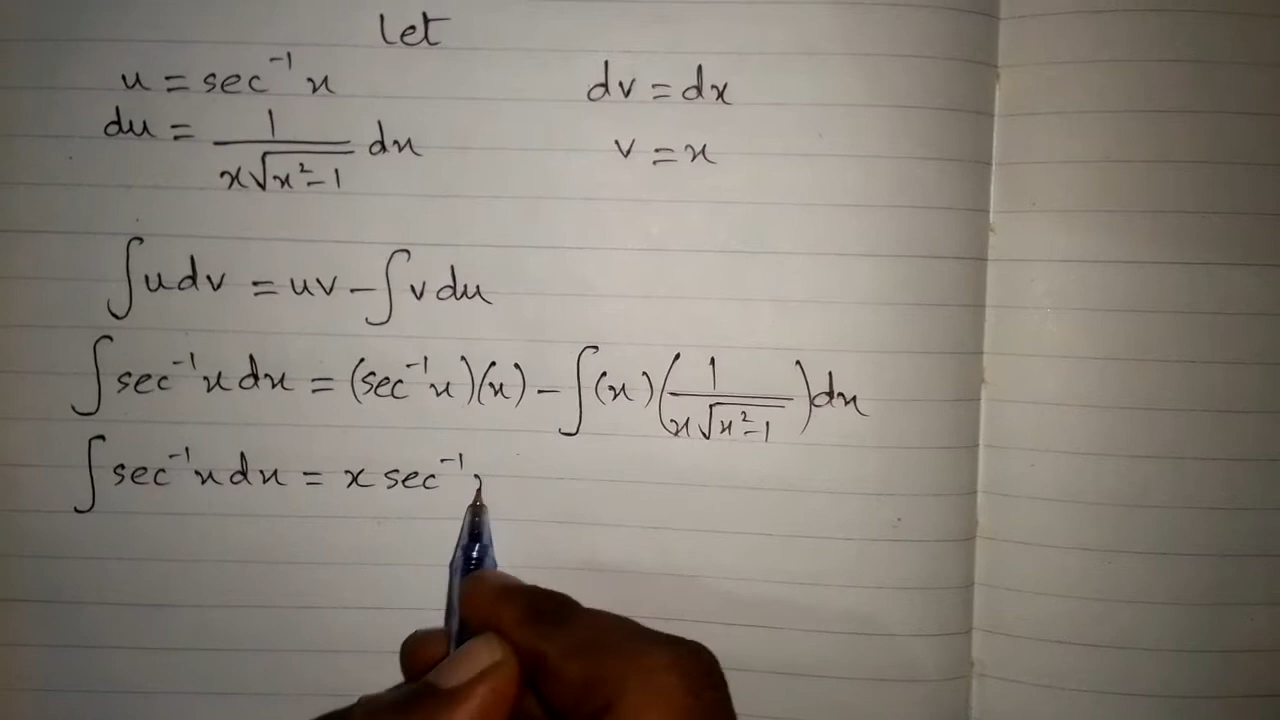 Let
u = sec⁻¹ x dv = dx
du = 1/(x√(x²-1)) dx v = x
∫u dv = uv - ∫v du
∫sec⁻¹x dx = (sec⁻¹x)(x) - ∫(x)(1/(x√(x²-1)))dx
∫sec⁻¹x dx = x sec⁻¹